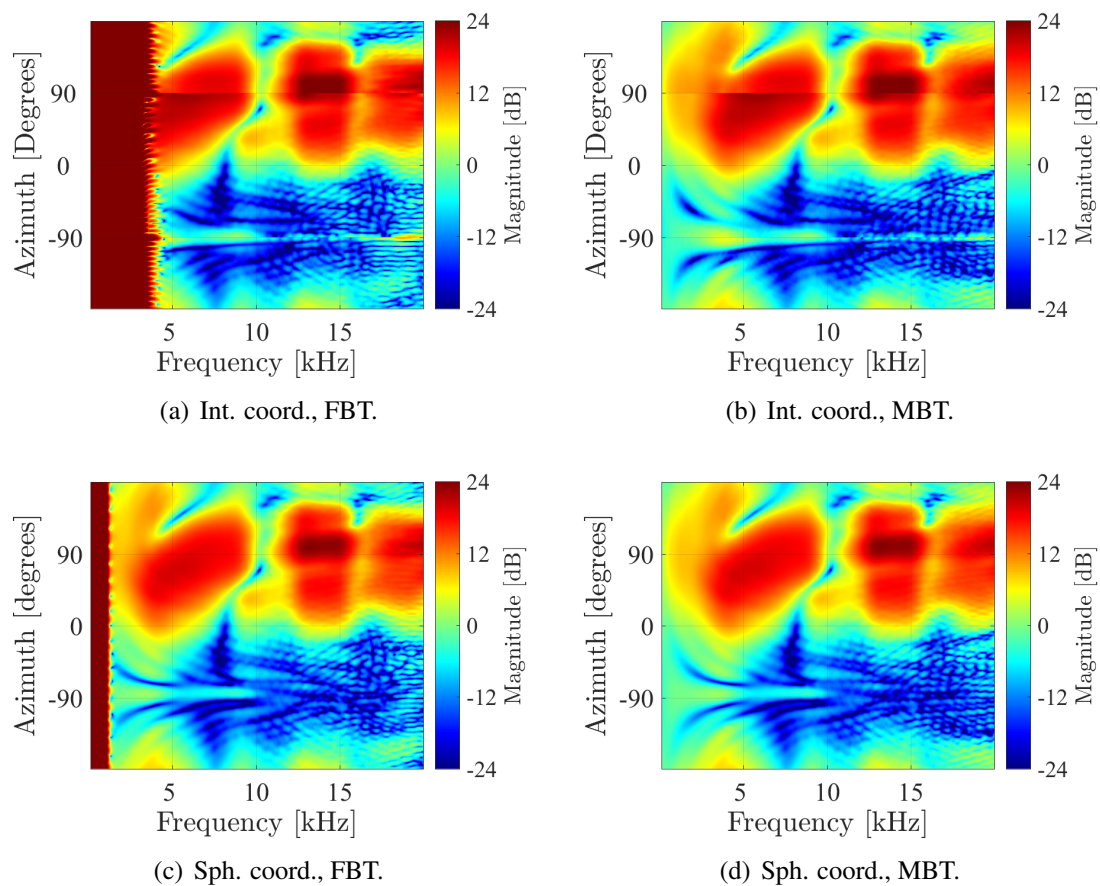 24
12
0
-12
-24
Magnitude [dB]
90
0
-90
Azimuth [Degrees]
5
10
15
Frequency [kHz]
(a) Int. coord., FBT.
24
12
0
-12
-24
Magnitude [dB]
90
0
-90
Azimuth [Degrees]
5
10
15
Frequency [kHz]
(b) Int. coord., MBT.
24
12
0
-12
-24
Magnitude [dB]
90
0
-90
Azimuth [degrees]
5
10
15
Frequency [kHz]
(c) Sph. coord., FBT.
24
12
0
-12
-24
Magnitude [dB]
90
0
-90
Azimuth [degrees]
5
10
15
Frequency [kHz]
(d) Sph. coord., MBT.